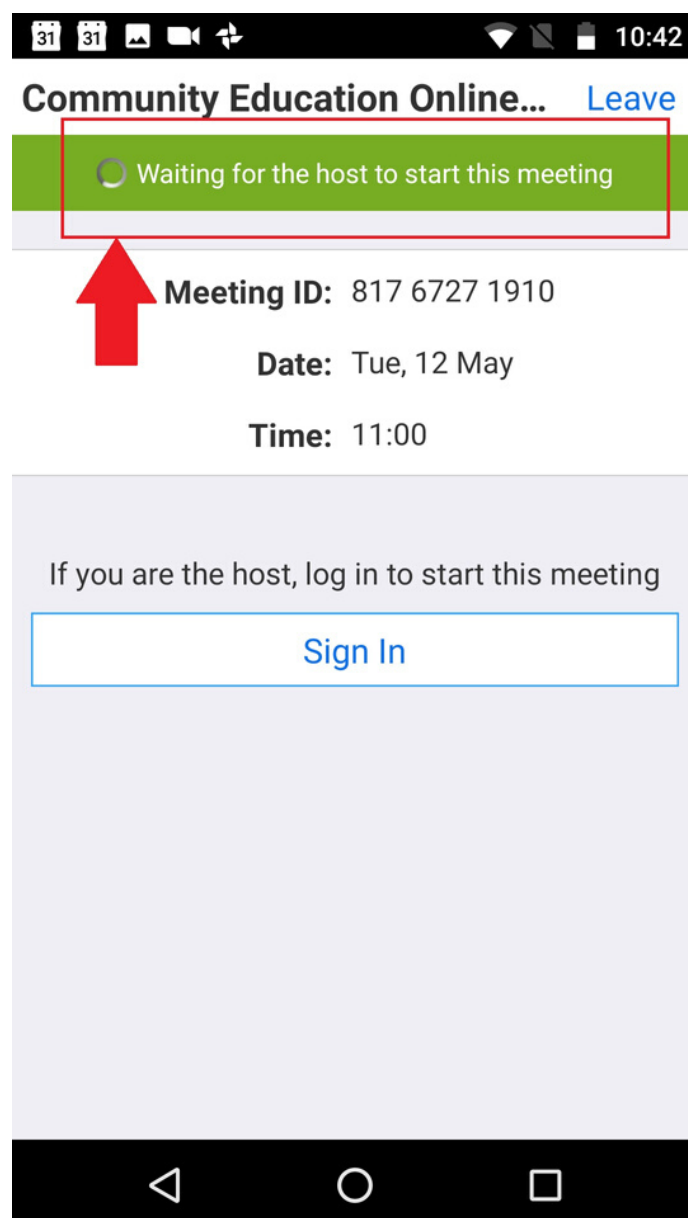 31 31 10:42
Community Education Online... Leave
Waiting for the host to start this meeting
Meeting ID: 817 6727 1910
Date: Tue, 12 May
Time: 11:00
If you are the host, log in to start this meeting
Sign In